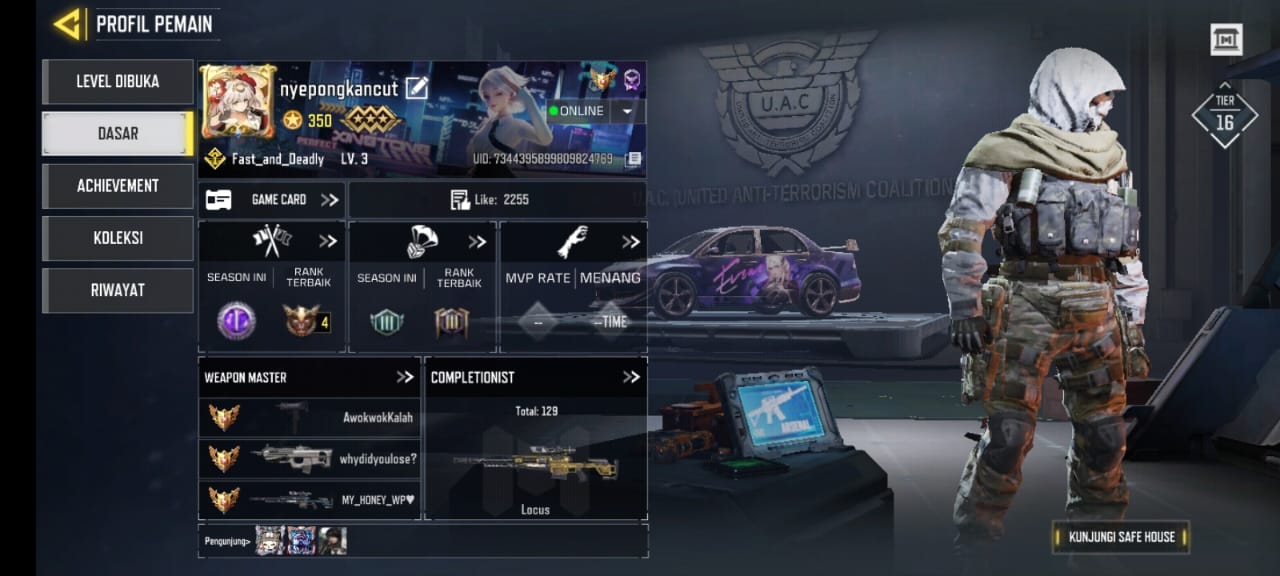 PROFIL PEMAIN
LEVEL DIBUKA
DASAR
ACHIEVEMENT
KOLEKSI
RIWAYAT
nyepongkancut
350
ONLINE
Fast_and_Deadly LV. 3
UID: 7344395899809824769
GAME CARD
Like: 2255
SEASON INI
RANK TERBAIK
4
SEASON INI
RANK TERBAIK
MVP RATE
MENANG
--
--TIME
WEAPON MASTER
AwokwokKalah
whydidyoulose?
MY_HONEY_WP♥
COMPLETIONIST
Total: 129
Locus
Pengunjung>
U.A.C
U.A.C. (UNITED ANTI-TERRORISM COALITION
ARSENAL
TIER
16
KUNJUNGI SAFE HOUSE